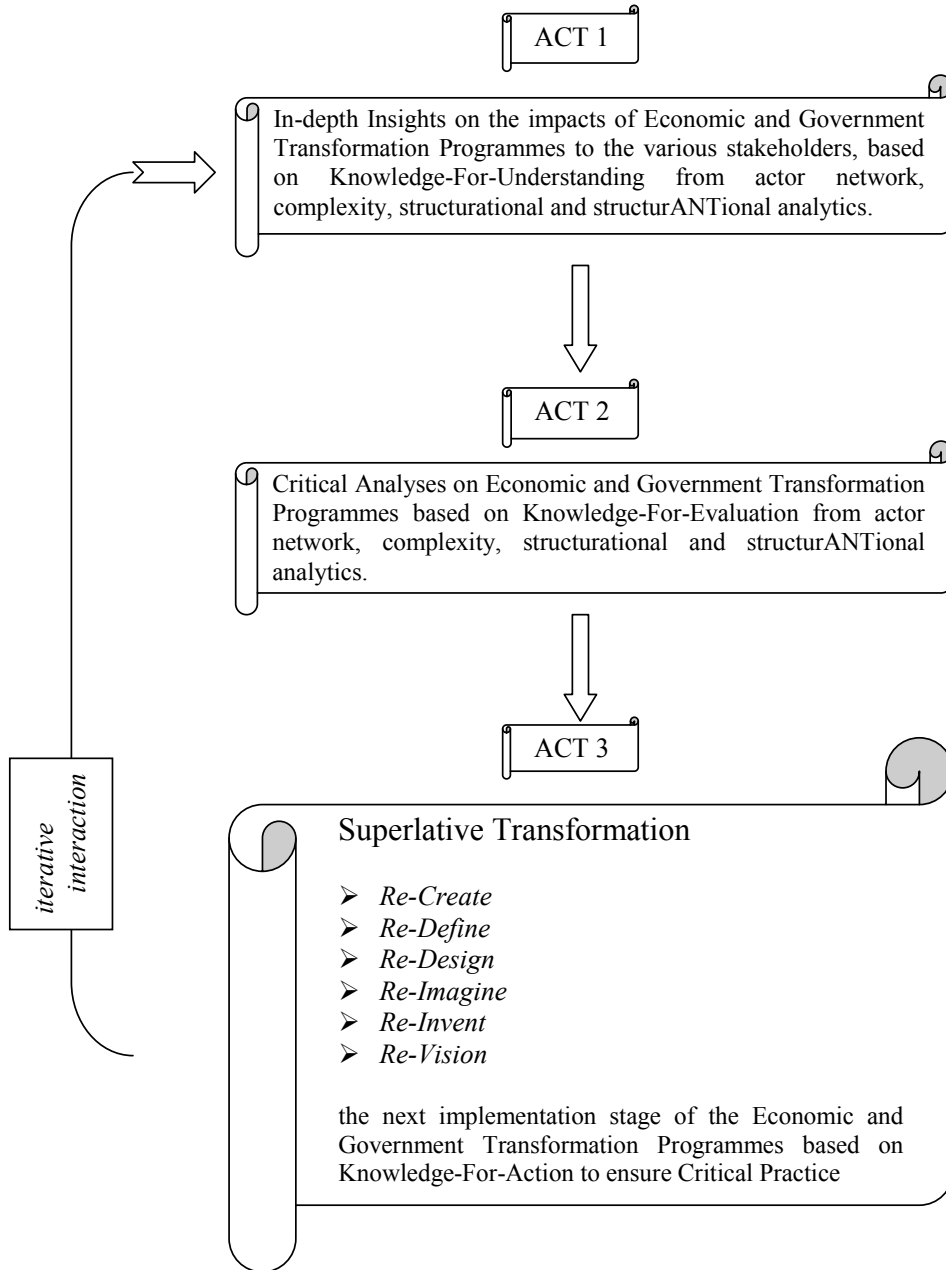 ACT 1
In-depth Insights on the impacts of Economic and Government
Transformation Programmes to the various stakeholders, based
on Knowledge-For-Understanding from actor network,
complexity, structurational and structurANTional analytics.
ACT 2
Critical Analyses on Economic and Government Transformation
Programmes based on Knowledge-For-Evaluation from actor
network, complexity, structurational and structurANTional
analytics.
ACT 3
iterative
interaction
Superlative Transformation
➢ Re-Create
➢ Re-Define
➢ Re-Design
➢ Re-Imagine
➢ Re-Invent
➢ Re-Vision
the next implementation stage of the Economic and
Government Transformation Programmes based on
Knowledge-For-Action to ensure Critical Practice